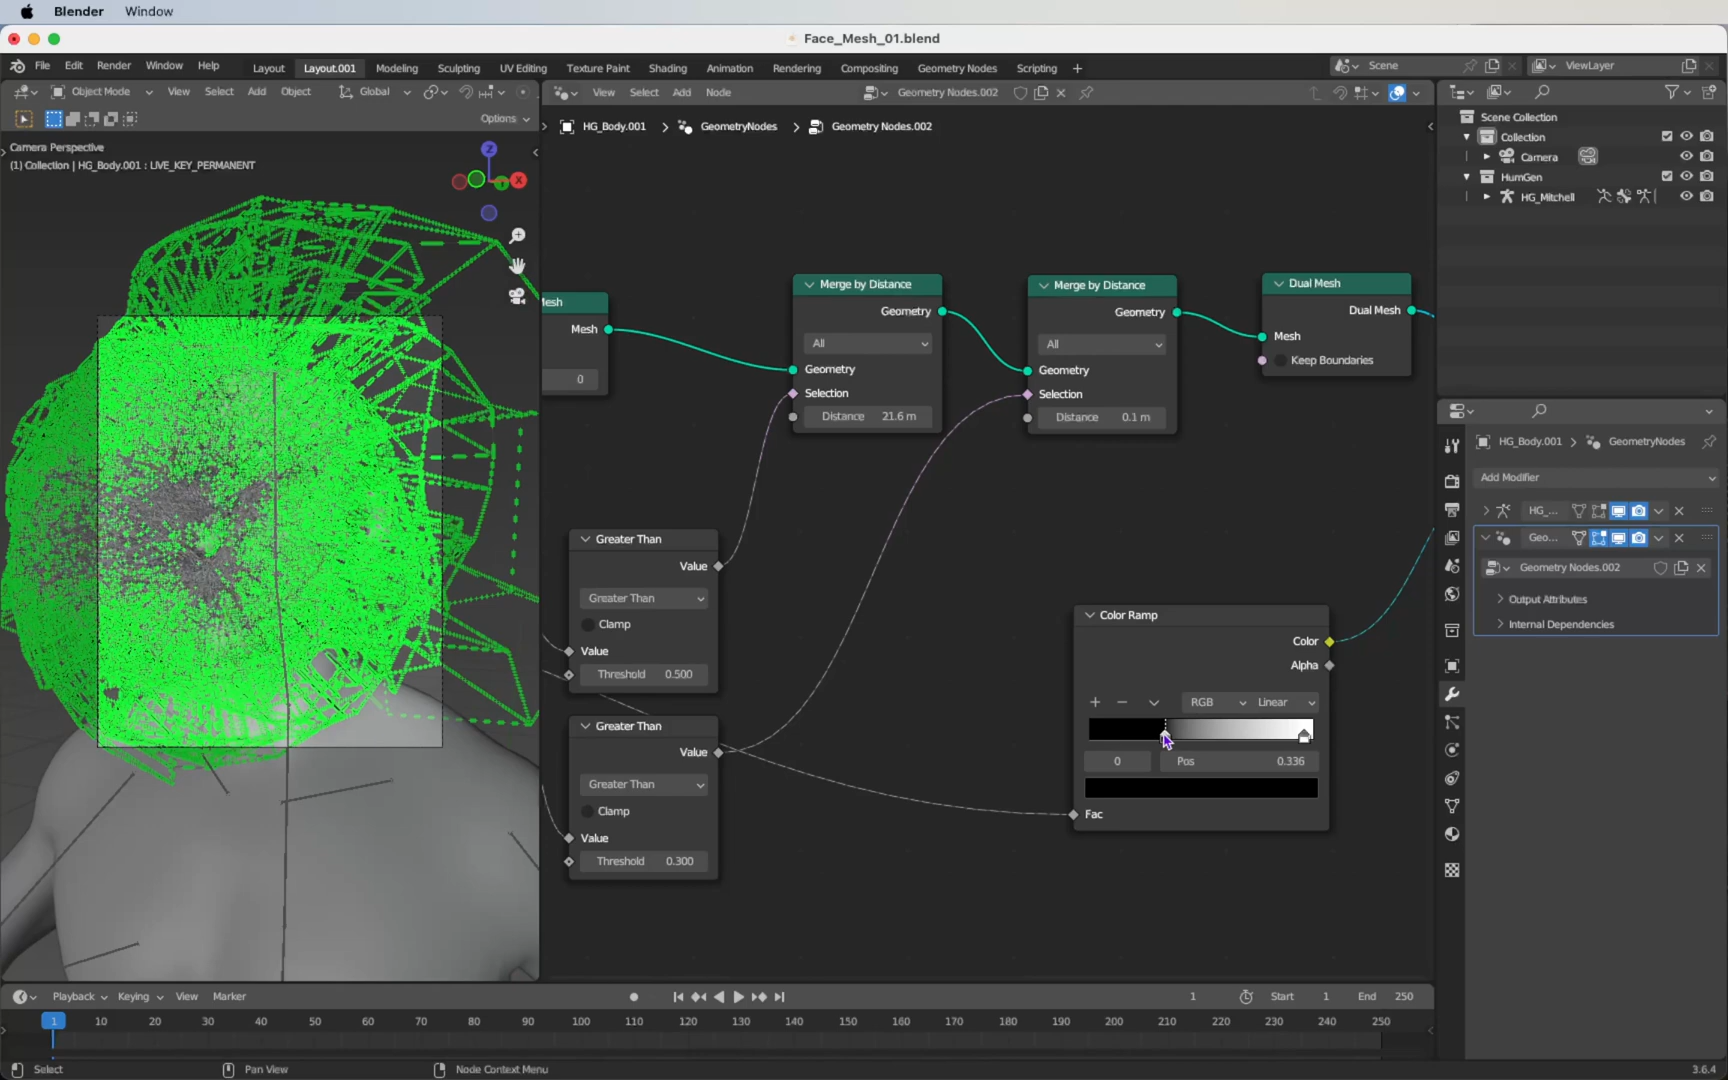 Blender Window
Face_Mesh_01.blend
File Edit Render Window Help Layout Layout.001 Modeling Sculpting UV Editing Texture Paint Shading Animation Rendering Compositing Geometry Nodes Scripting + Scene ViewLayer
Object Mode View Select Add Object Global View Select Add Node Geometry Nodes.002
Options
HG_Body.001 GeometryNodes Geometry Nodes.002
Camera Perspective
(1) Collection | HG_Body.001 : LIVE_KEY_PERMANENT
Z
X
Scene Collection
Collection
Camera
HumGen
HG_Mitchell
Mesh
0
Merge by Distance
Geometry
All
Geometry
Selection
Distance 21.6 m
Merge by Distance
Geometry
All
Geometry
Selection
Distance 0.1 m
Dual Mesh
Dual Mesh
Mesh
Keep Boundaries
Greater Than
Value
Greater Than
Clamp
Value
Threshold 0.500
Greater Than
Value
Greater Than
Clamp
Value
Threshold 0.300
Color Ramp
Color
Alpha
RGB Linear
0 Pos 0.336
Fac
HG_Body.001 GeometryNodes
Add Modifier
HG_...
Geo...
Geometry Nodes.002
Output Attributes
Internal Dependencies
Playback Keying View Marker 1 Start 1 End 250
1 10 20 30 40 50 60 70 80 90 100 110 120 130 140 150 160 170 180 190 200 210 220 230 240 250
Select Pan View Node Context Menu 3.6.4